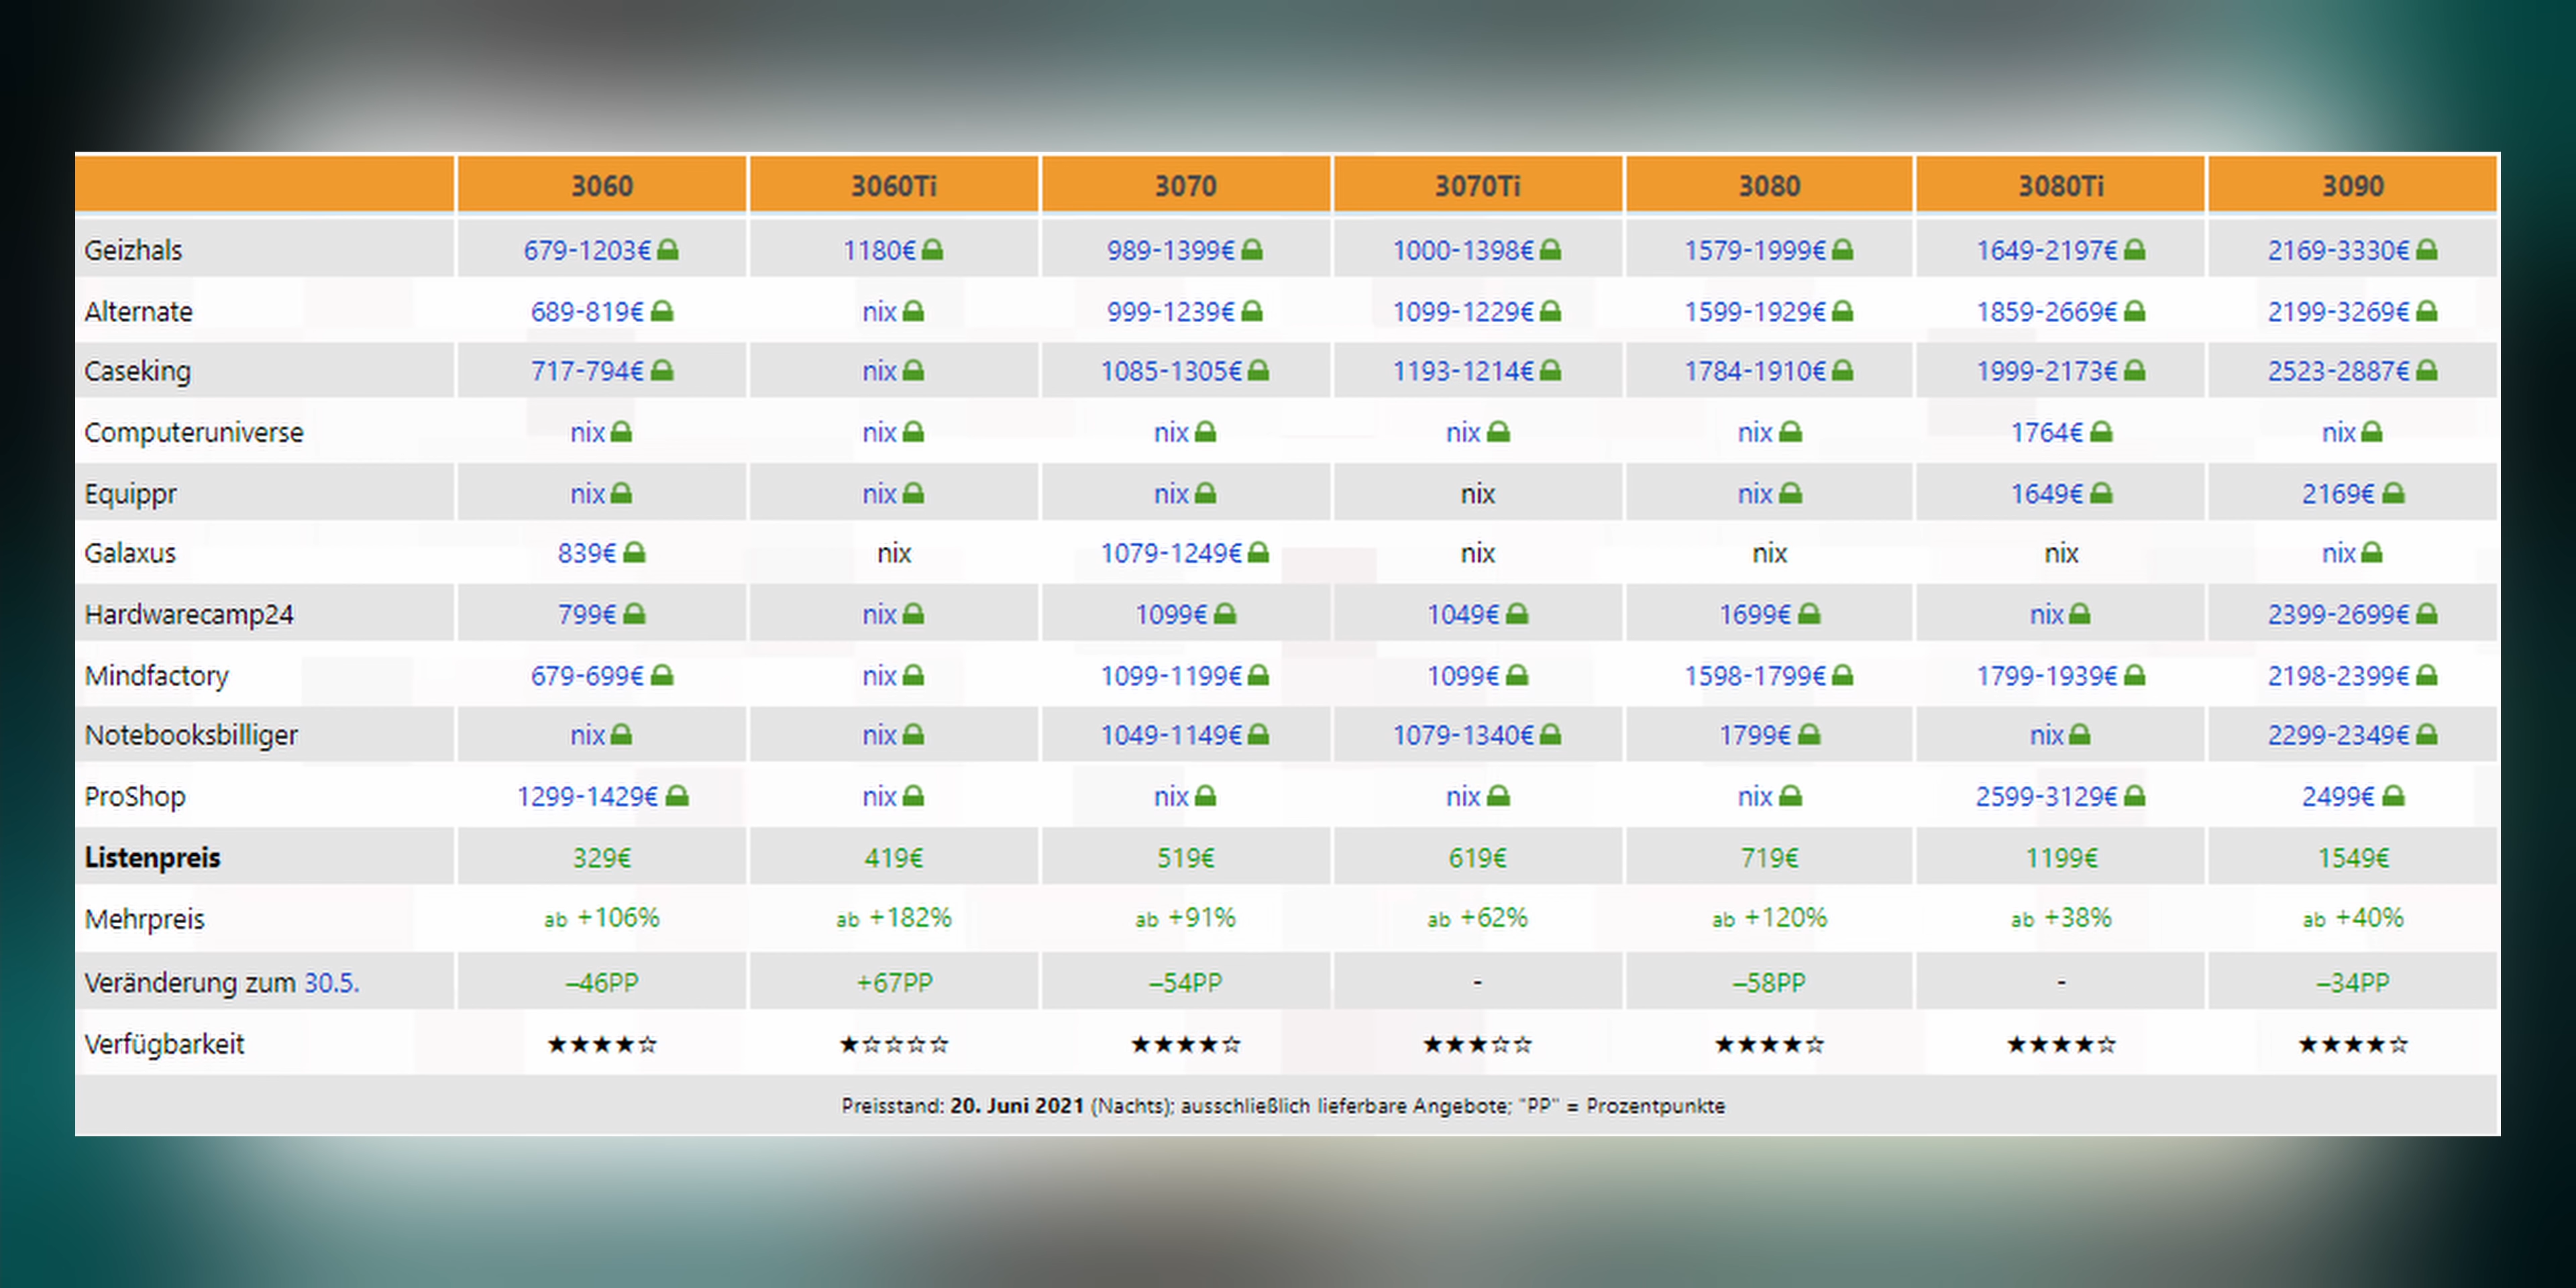 3060 3060Ti 3070 3070Ti 3080 3080Ti 3090
Geizhals 679-1203€ 1180€ 989-1399€ 1000-1398€ 1579-1999€ 1649-2197€ 2169-3330€
Alternate 689-819€ nix 999-1239€ 1099-1229€ 1599-1929€ 1859-2669€ 2199-3269€
Caseking 717-794€ nix 1085-1305€ 1193-1214€ 1784-1910€ 1999-2173€ 2523-2887€
Computeruniverse nix nix nix nix nix 1764€ nix
Equippr nix nix nix nix nix 1649€ 2169€
Galaxus 839€ nix 1079-1249€ nix nix nix nix
Hardwarecamp24 799€ nix 1099€ 1049€ 1699€ nix 2399-2699€
Mindfactory 679-699€ nix 1099-1199€ 1099€ 1598-1799€ 1799-1939€ 2198-2399€
Notebooksbilliger nix nix 1049-1149€ 1079-1340€ 1799€ nix 2299-2349€
ProShop 1299-1429€ nix nix nix nix 2599-3129€ 2499€
Listenpreis 329€ 419€ 519€ 619€ 719€ 1199€ 1549€
Mehrpreis ab +106% ab +182% ab +91% ab +62% ab +120% ab +38% ab +40%
Veränderung zum 30.5. –46PP +67PP –54PP - –58PP - –34PP
Verfügbarkeit ★★★★☆ ★☆☆☆☆ ★★★★☆ ★★★☆☆ ★★★★☆ ★★★★☆ ★★★★☆
Preisstand: 20. Juni 2021 (Nachts); ausschließlich lieferbare Angebote; "PP" = Prozentpunkte